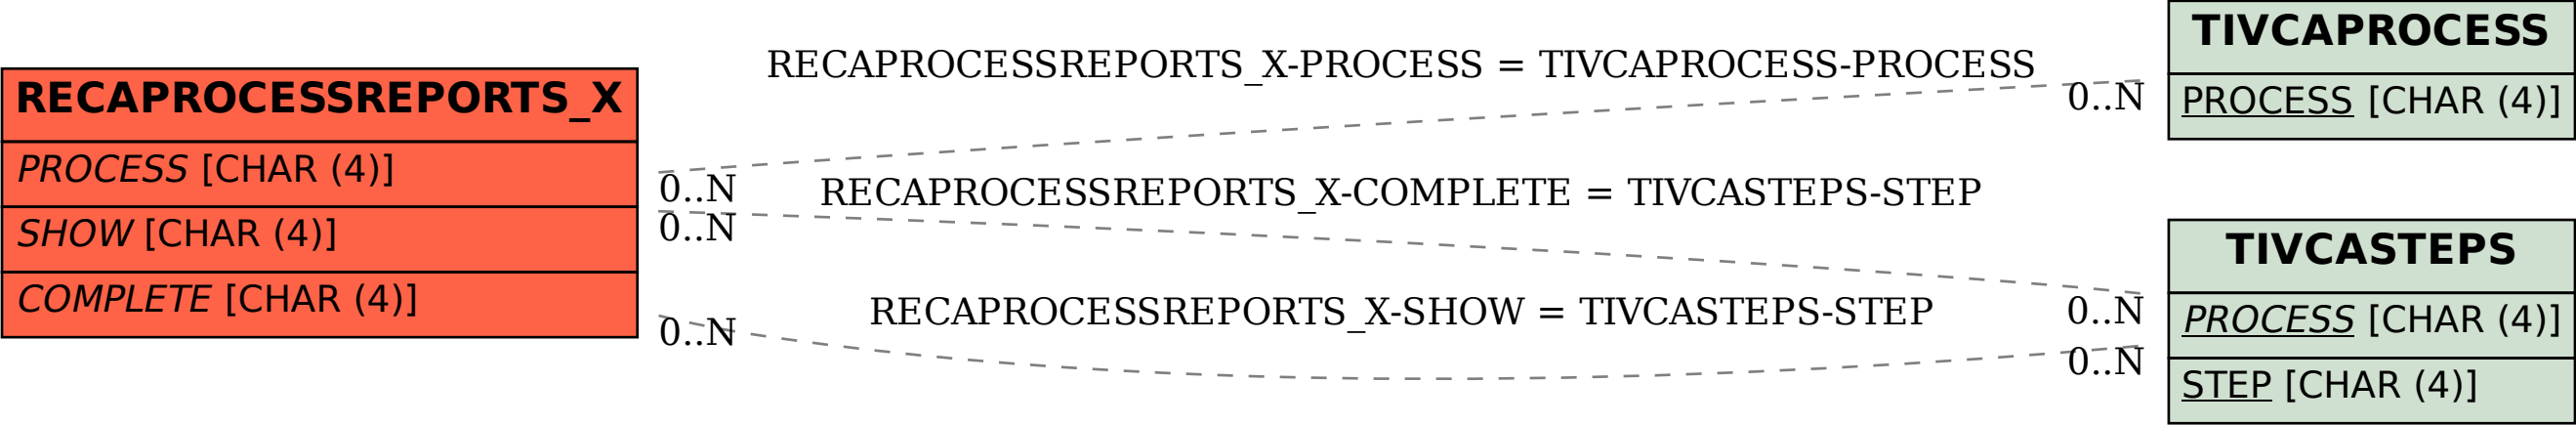 RECAPROCESSREPORTS_X
PROCESS [CHAR (4)]
SHOW [CHAR (4)]
COMPLETE [CHAR (4)]
RECAPROCESSREPORTS_X-PROCESS = TIVCAPROCESS-PROCESS
0..N
0..N
RECAPROCESSREPORTS_X-COMPLETE = TIVCASTEPS-STEP
0..N
0..N
RECAPROCESSREPORTS_X-SHOW = TIVCASTEPS-STEP
0..N
0..N
TIVCAPROCESS
PROCESS [CHAR (4)]
TIVCASTEPS
PROCESS [CHAR (4)]
STEP [CHAR (4)]